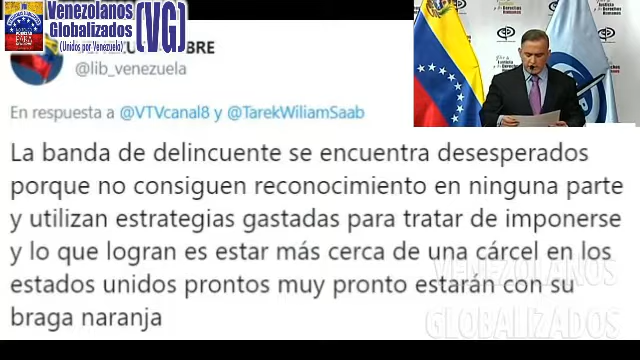 Venezolanos
Globalizados
(Unidos por Venezuela)
(VG)
BRE
@lib_venezuela
En respuesta a @VTVcanal8 y @TarekWiliamSaab
La banda de delincuente se encuentra desesperados
porque no consiguen reconocimiento en ninguna parte
y utilizan estrategias gastadas para tratar de imponerse
y lo que logran es estar más cerca de una cárcel en los
estados unidos prontos muy pronto estarán con su
braga naranja
VENEZOLANOS
GLOBALIZADOS